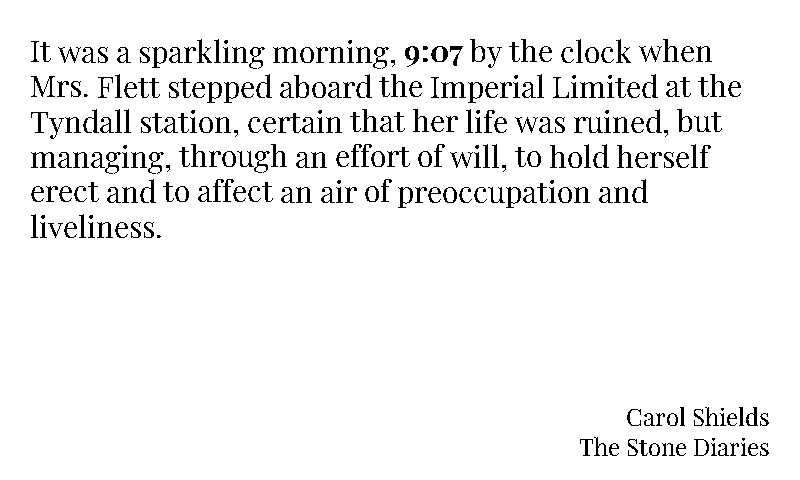 It was a sparkling morning, 9:07 by the clock when
Mrs. Flett stepped aboard the Imperial Limited at the
Tyndall station, certain that her life was ruined, but
managing, through an effort of will, to hold herself
erect and to affect an air of preoccupation and
liveliness.
Carol Shields
The Stone Diaries